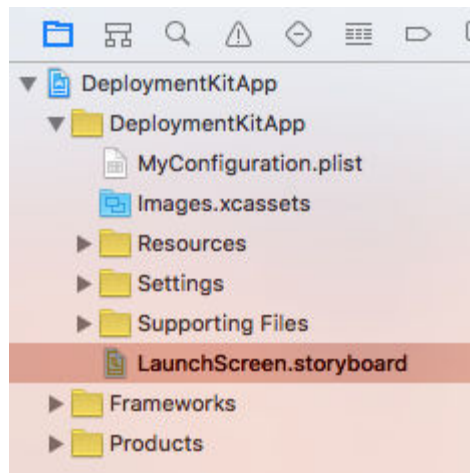 DeploymentKitApp
DeploymentKitApp
MyConfiguration.plist
Images.xcassets
Resources
Settings
Supporting Files
LaunchScreen.storyboard
Frameworks
Products